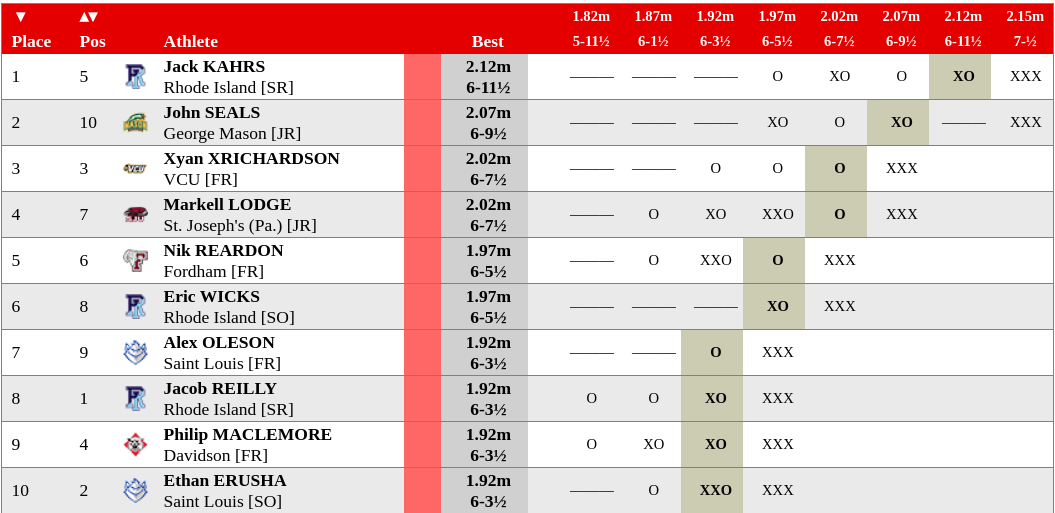 ▼ ▲▼ 1.82m 1.87m 1.92m 1.97m 2.02m 2.07m 2.12m 2.15m
Place Pos Athlete Best 5-11½ 6-1½ 6-3½ 6-5½ 6-7½ 6-9½ 6-11½ 7-½
1 5 Jack KAHRS 2.12m ——— ——— ——— O XO O XO XXX
Rhode Island [SR] 6-11½
2 10 John SEALS 2.07m ——— ——— ——— XO O XO ——— XXX
George Mason [JR] 6-9½
3 3 VCU Xyan XRICHARDSON 2.02m ——— ——— O O O XXX
VCU [FR] 6-7½
4 7 Markell LODGE 2.02m ——— O XO XXO O XXX
St. Joseph's (Pa.) [JR] 6-7½
5 6 F Nik REARDON 1.97m ——— O XXO O XXX
Fordham [FR] 6-5½
6 8 Eric WICKS 1.97m ——— ——— ——— XO XXX
Rhode Island [SO] 6-5½
7 9 Alex OLESON 1.92m ——— ——— O XXX
Saint Louis [FR] 6-3½
8 1 Jacob REILLY 1.92m O O XO XXX
Rhode Island [SR] 6-3½
9 4 Philip MACLEMORE 1.92m O XO XO XXX
Davidson [FR] 6-3½
10 2 Ethan ERUSHA 1.92m ——— O XXO XXX
Saint Louis [SO] 6-3½